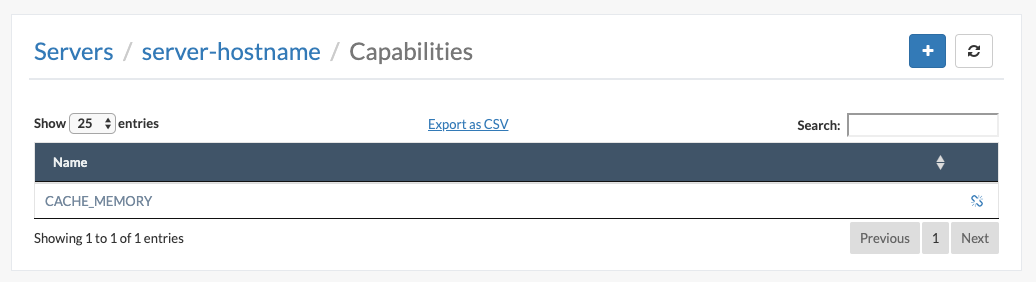 Servers / server-hostname / Capabilities
Show 25 entries
Export as CSV
Search:
Name
CACHE_MEMORY
Showing 1 to 1 of 1 entries
Previous 1 Next